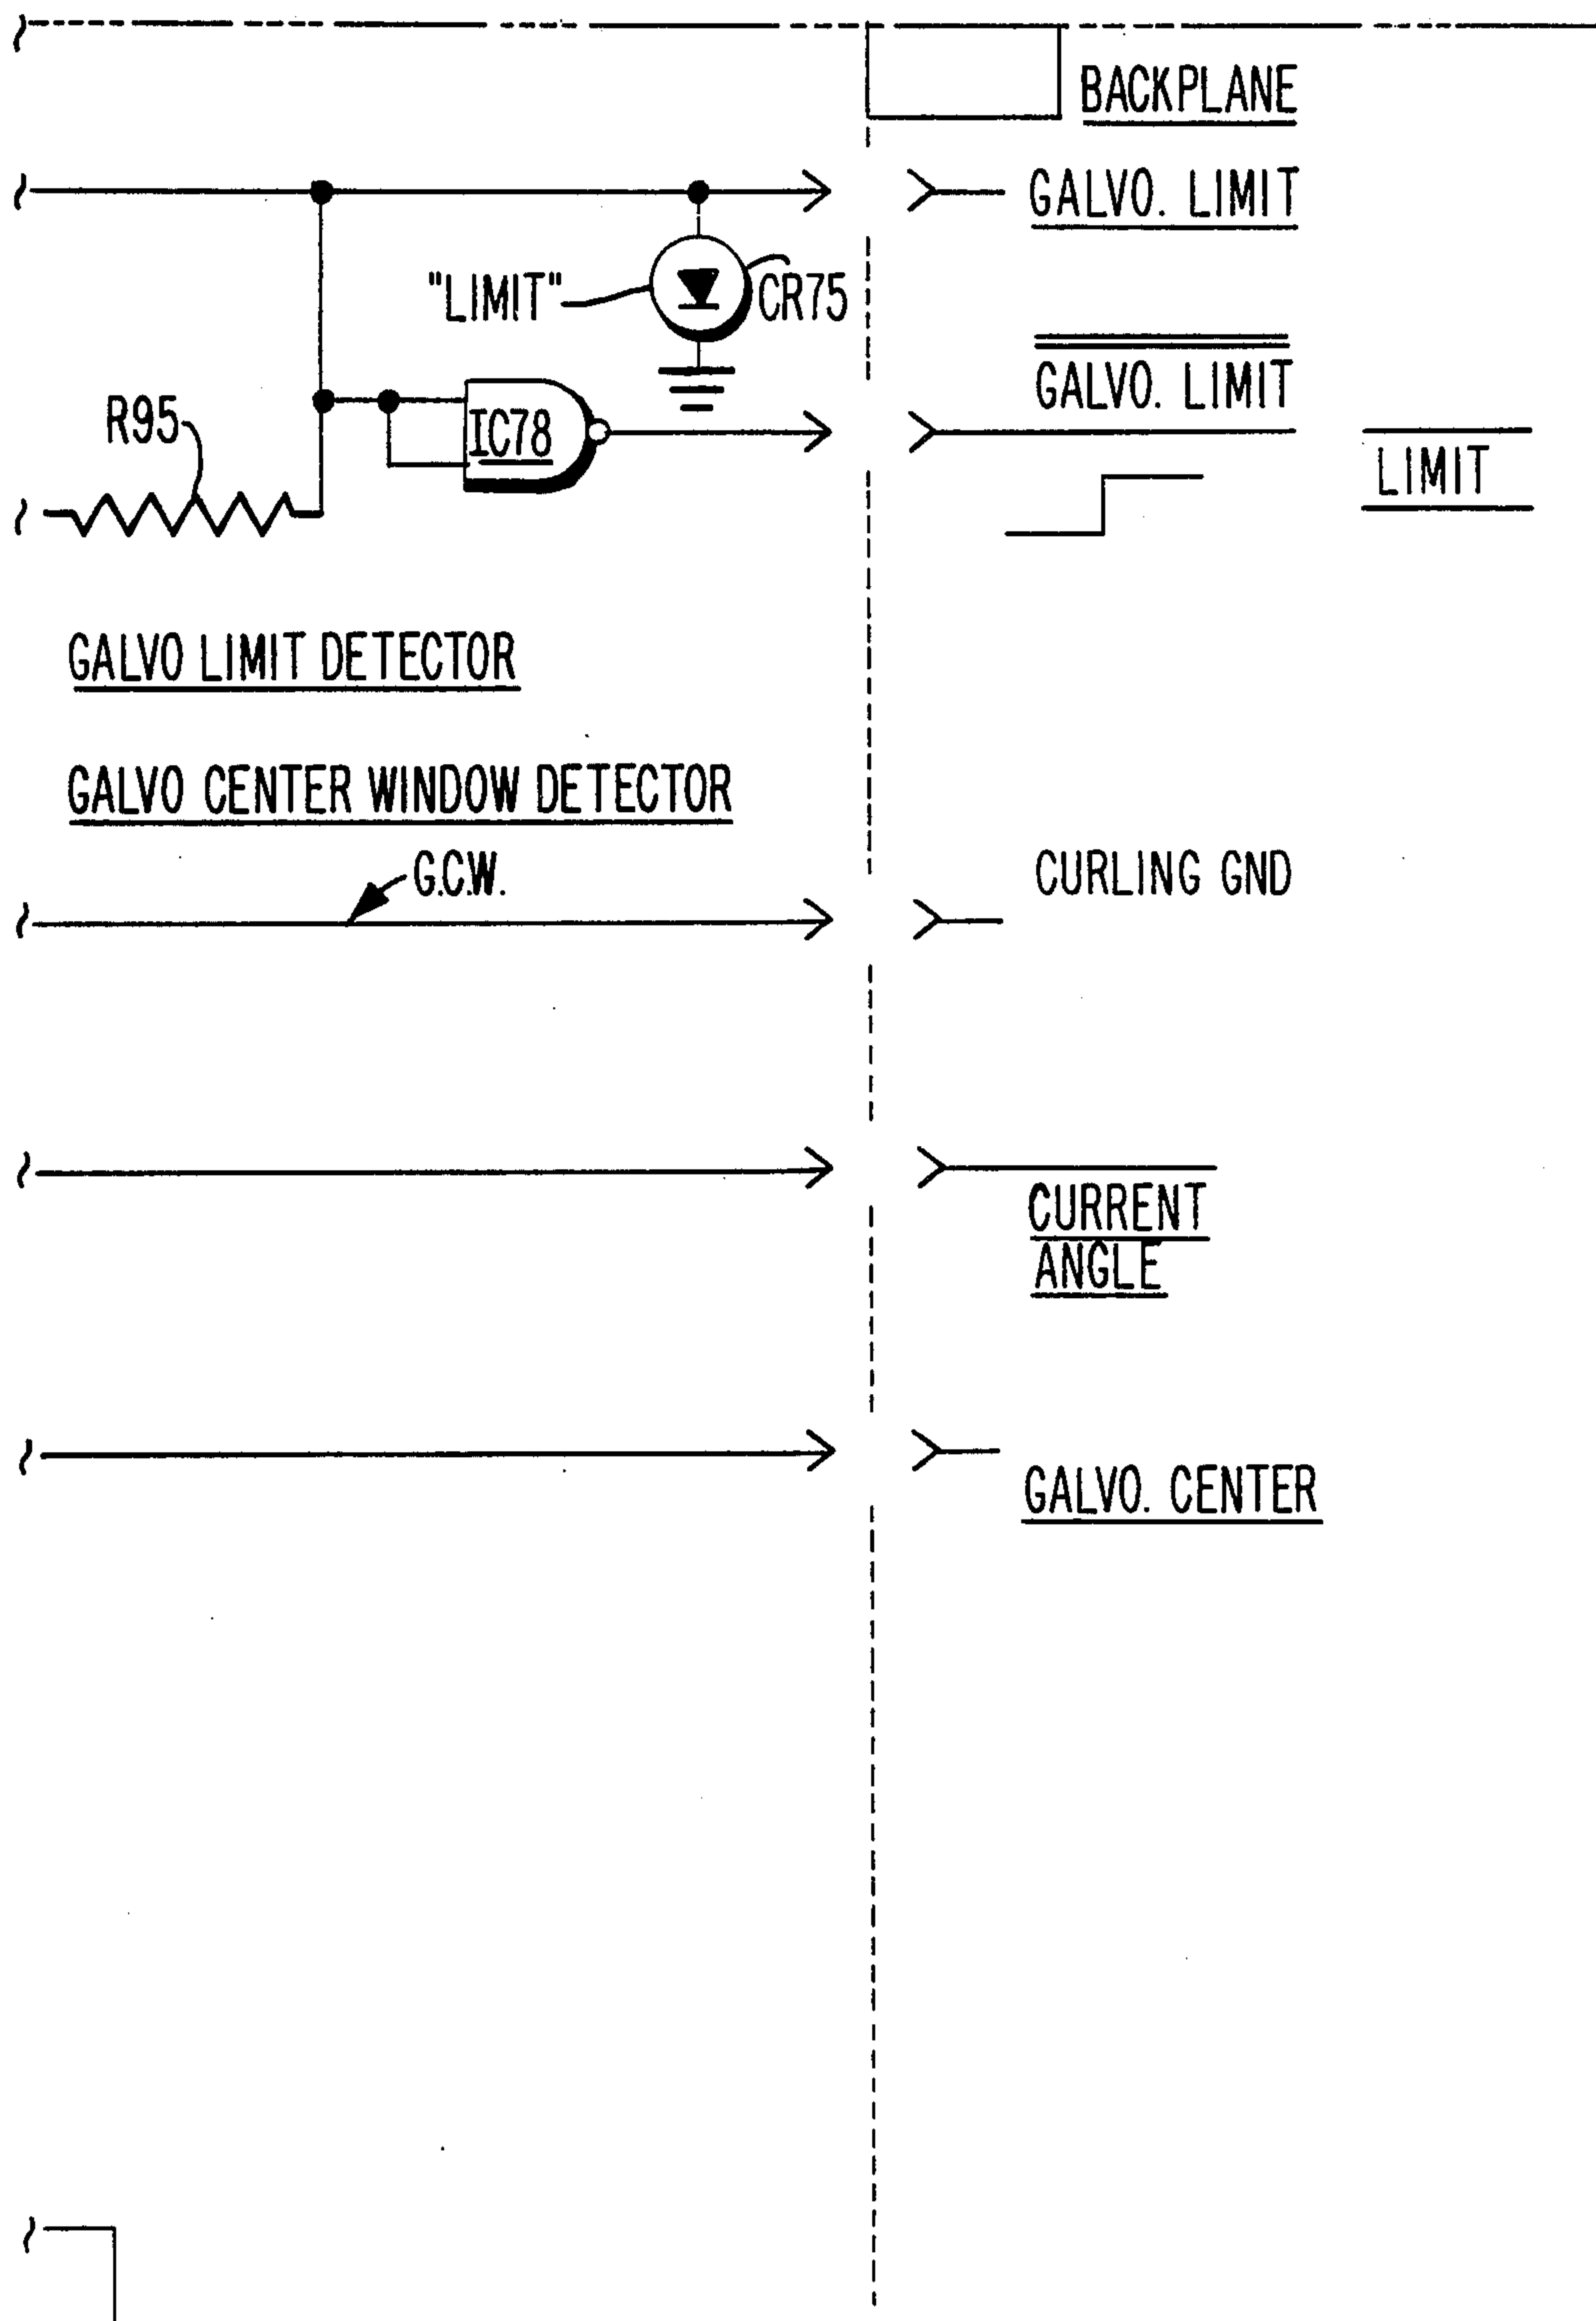 BACKPLANE
GALVO. LIMIT
"LIMIT"
CR75
GALVO. LIMIT
R95
IC78
LIMIT
GALVO LIMIT DETECTOR
GALVO CENTER WINDOW DETECTOR
G.C.W.
CURLING GND
CURRENT
ANGLE
GALVO. CENTER